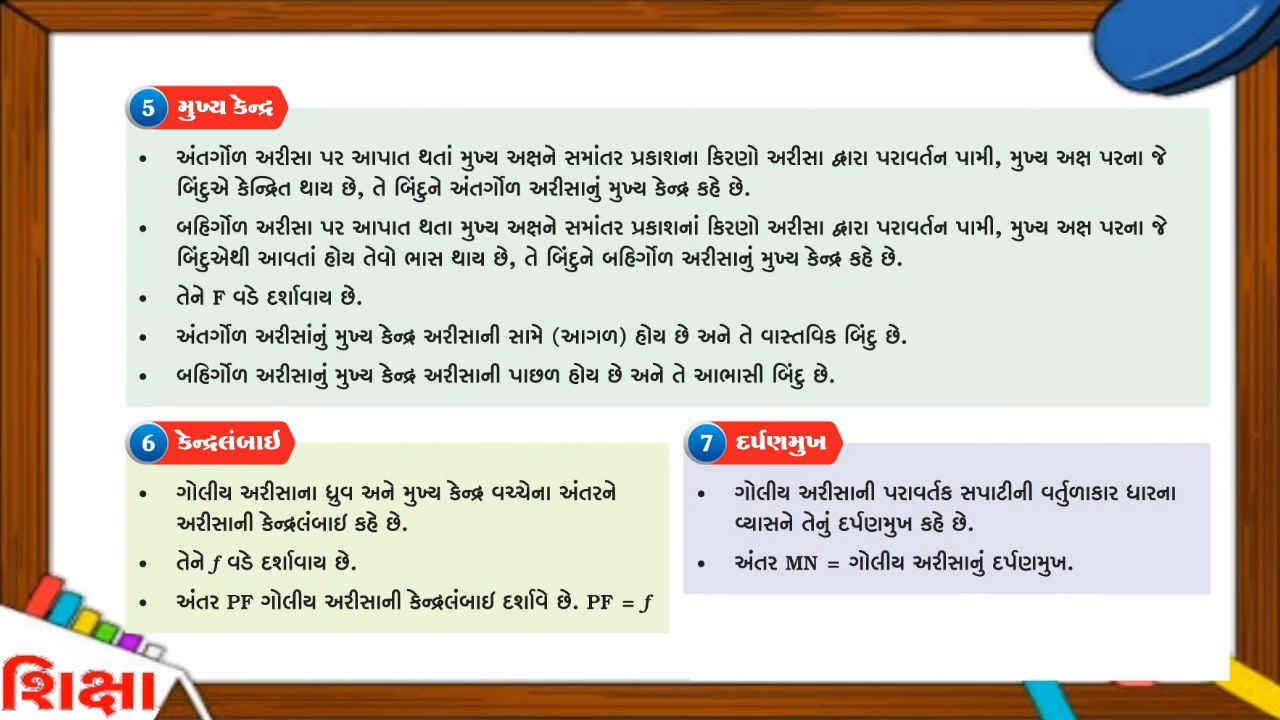 5 મુખ્ય કેન્દ્ર
• અંતર્ગોળ અરીસા પર આપાત થતાં મુખ્ય અક્ષને સમાંતર પ્રકાશના કિરણો અરીસા દ્વારા પરાવર્તન પામી, મુખ્ય અક્ષ પરના જે
બિંદુએ કેન્દ્રિત થાય છે, તે બિંદુને અંતર્ગોળ અરીસાનું મુખ્ય કેન્દ્ર કહે છે.
• બહિર્ગોળ અરીસા પર આપાત થતા મુખ્ય અક્ષને સમાંતર પ્રકાશનાં કિરણો અરીસા દ્વારા પરાવર્તન પામી, મુખ્ય અક્ષ પરના જે
બિંદુએથી આવતાં હોય તેવો ભાસ થાય છે, તે બિંદુને બહિર્ગોળ અરીસાનું મુખ્ય કેન્દ્ર કહે છે.
• તેને F વડે દર્શાવાય છે.
• અંતર્ગોળ અરીસાંનું મુખ્ય કેન્દ્ર અરીસાની સામે (આગળ) હોય છે અને તે વાસ્તવિક બિંદુ છે.
• બહિર્ગોળ અરીસાનું મુખ્ય કેન્દ્ર અરીસાની પાછળ હોય છે અને તે આભાસી બિંદુ છે.
6 કેન્દ્રલંબાઈ
• ગોલીય અરીસાના ધ્રુવ અને મુખ્ય કેન્દ્ર વચ્ચેના અંતરને
અરીસાની કેન્દ્રલંબાઈ કહે છે.
• તેને f વડે દર્શાવાય છે.
• અંતર PF ગોલીય અરીસાની કેન્દ્રલંબાઈ દર્શાવે છે. PF = f
7 દર્પણમુખ
• ગોલીય અરીસાની પરાવર્તક સપાટીની વર્તુળાકાર ધારના
વ્યાસને તેનું દર્પણમુખ કહે છે.
• અંતર MN = ગોલીય અરીસાનું દર્પણમુખ.
શિક્ષા